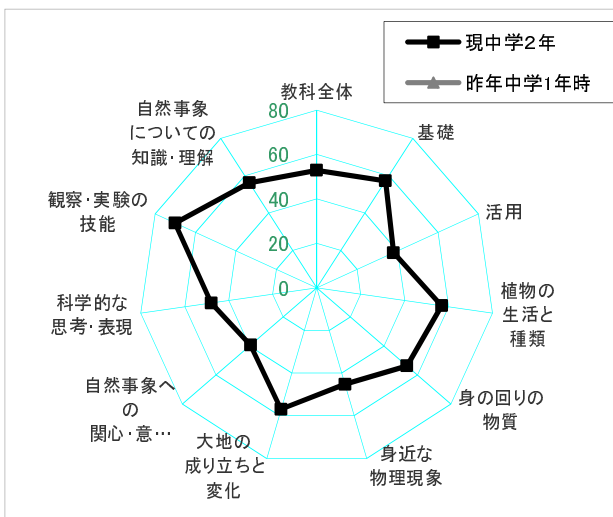 現中学2年
昨年中学1年時
教科全体
基礎
活用
植物の
生活と
種類
身の回りの
物質
身近な
物理現象
大地の
成り立ちと
変化
自然事象へ
の
関心・意…
科学的な
思考・表現
観察・実験の
技能
自然事象
についての
知識・理解
80
60
40
20
0